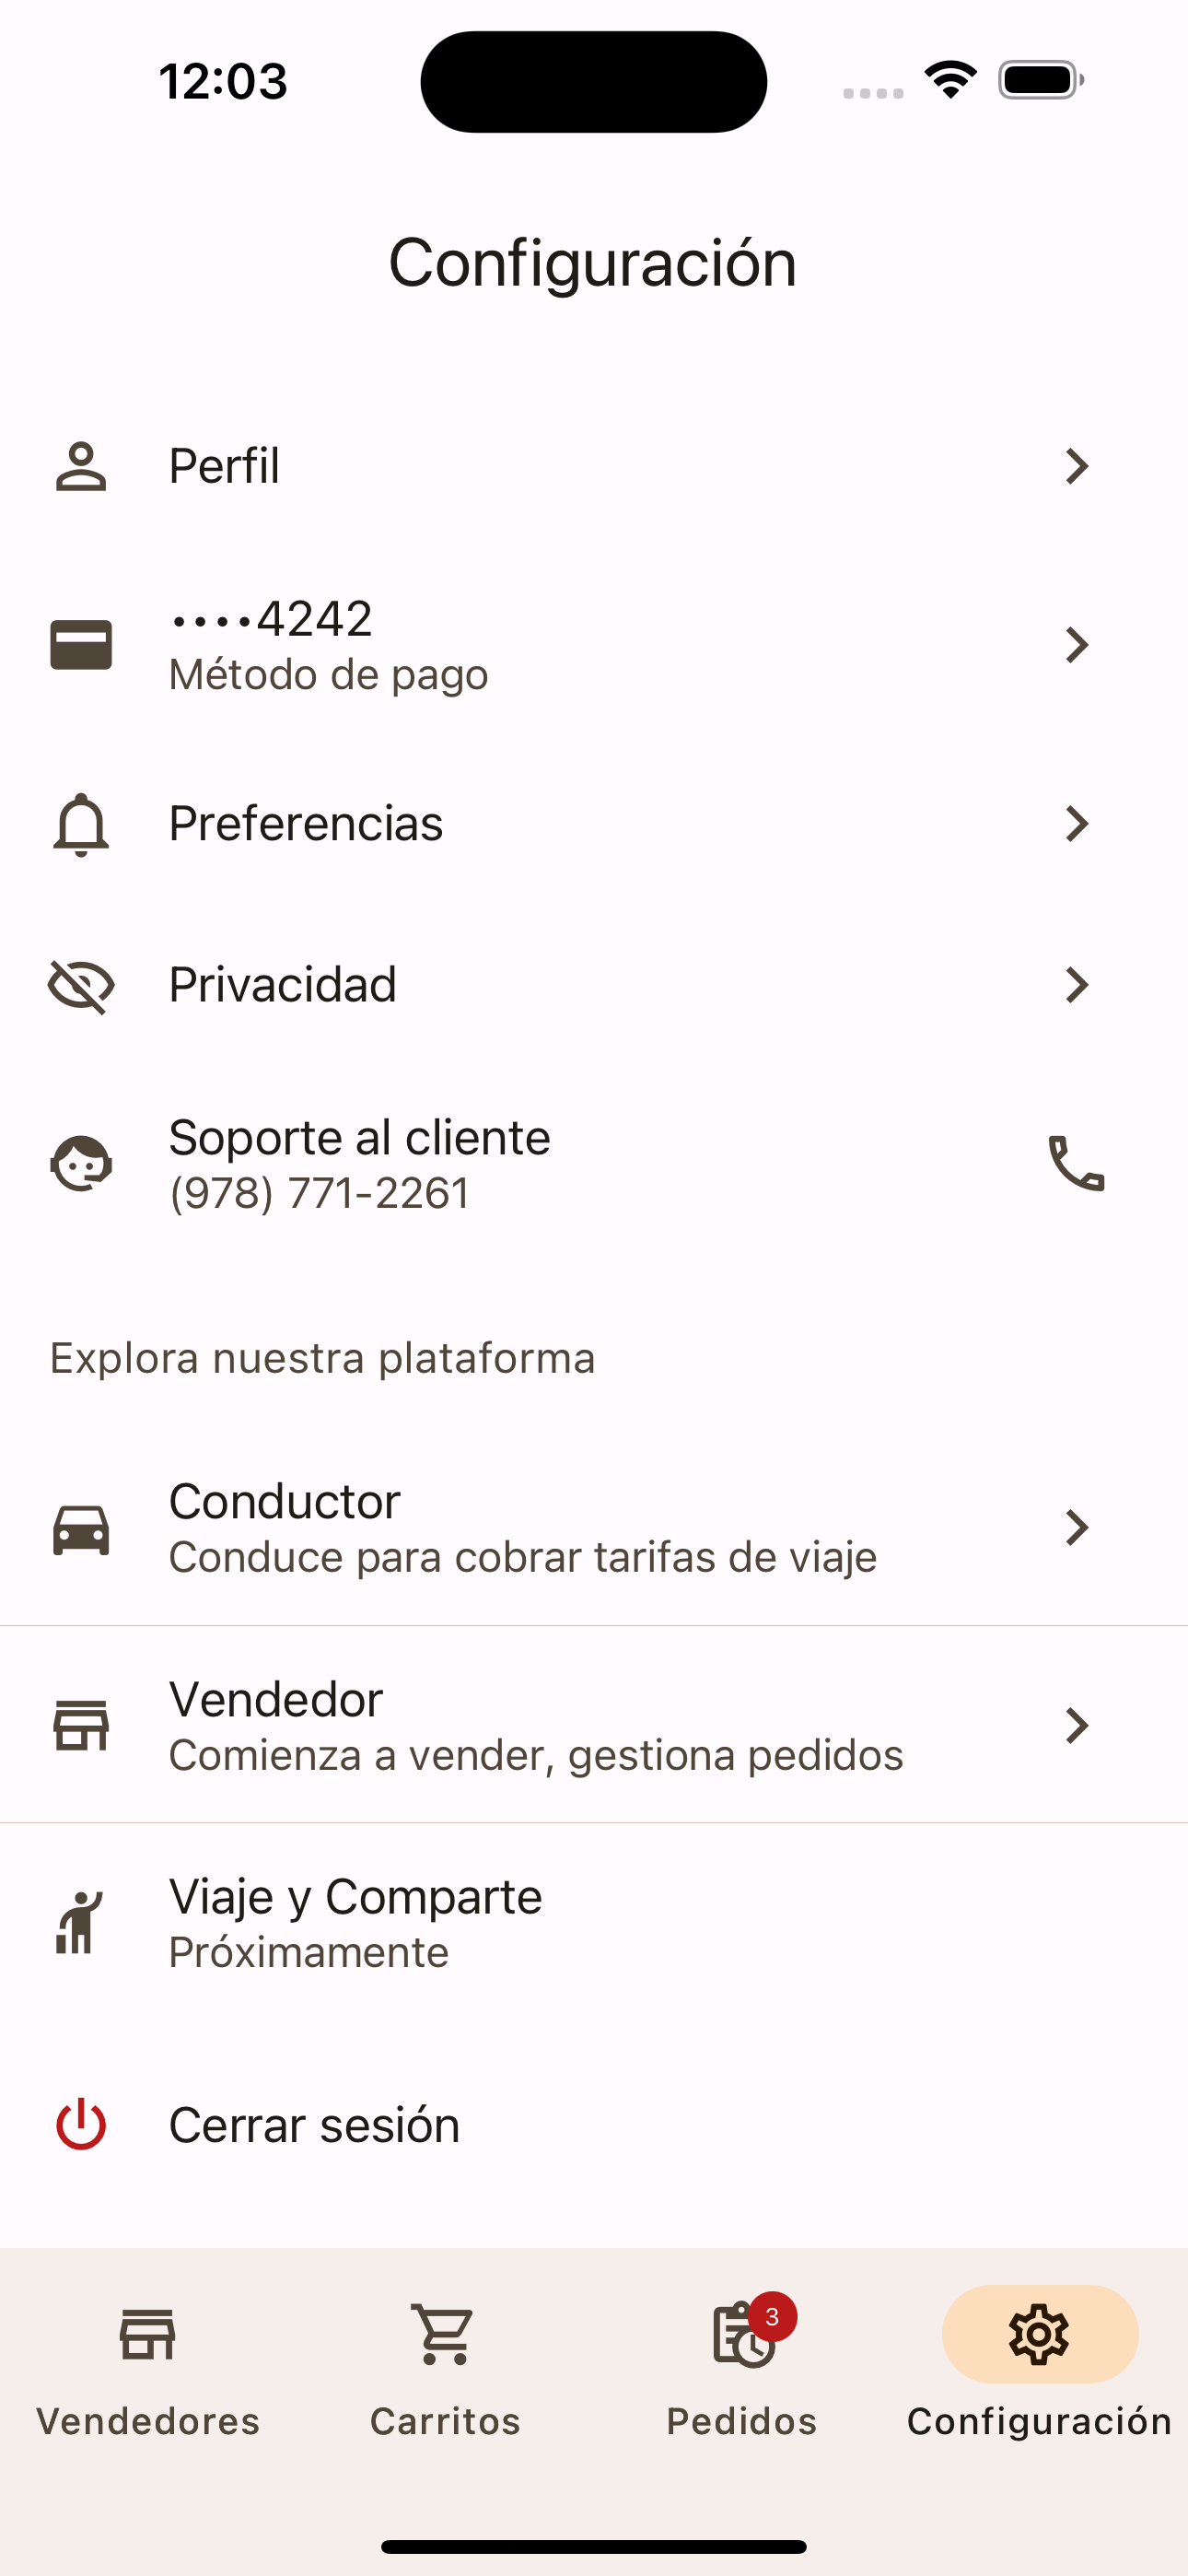 12:03
Configuración
Perfil
····4242
Método de pago
Preferencias
Privacidad
Soporte al cliente
(978) 771-2261
Explora nuestra plataforma
Conductor
Conduce para cobrar tarifas de viaje
Vendedor
Comienza a vender, gestiona pedidos
Viaje y Comparte
Próximamente
Cerrar sesión
3
Vendedores
Carritos
Pedidos
Configuración